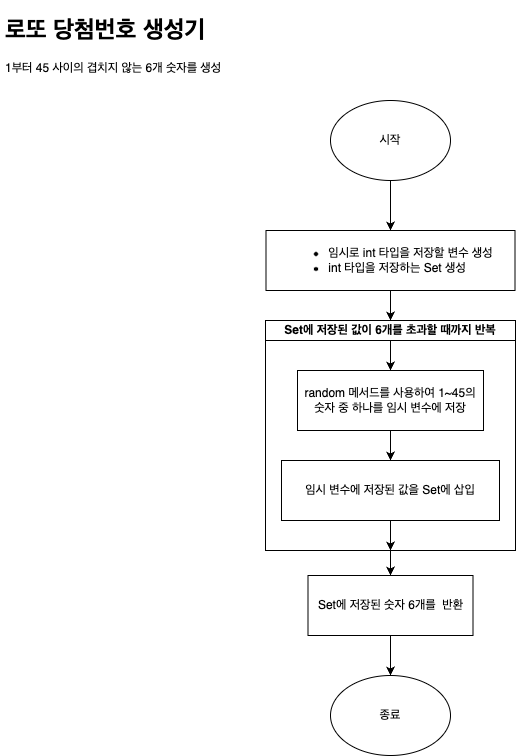 로또 당첨번호 생성기
1부터 45 사이의 겹치지 않는 6개 숫자를 생성
시작
• 임시로 int 타입을 저장할 변수 생성
• int 타입을 저장하는 Set 생성
Set에 저장된 값이 6개를 초과할 때까지 반복
random 메서드를 사용하여 1~45의
숫자 중 하나를 임시 변수에 저장
임시 변수에 저장된 값을 Set에 삽입
Set에 저장된 숫자 6개를 반환
종료